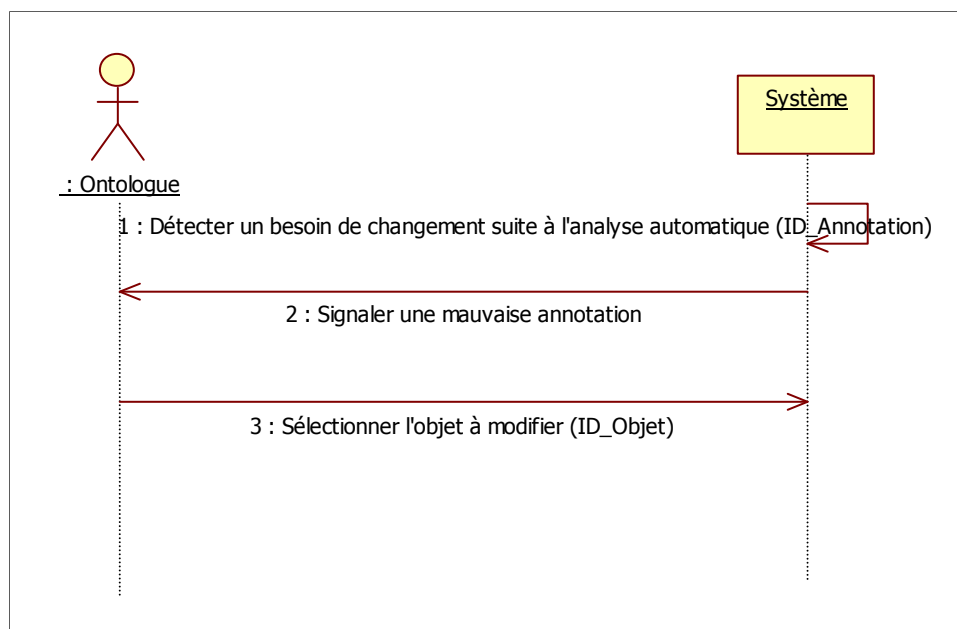 Système
: Ontologue
1 : Détecter un besoin de changement suite à l'analyse automatique (ID_Annotation)
2 : Signaler une mauvaise annotation
3 : Sélectionner l'objet à modifier (ID_Objet)